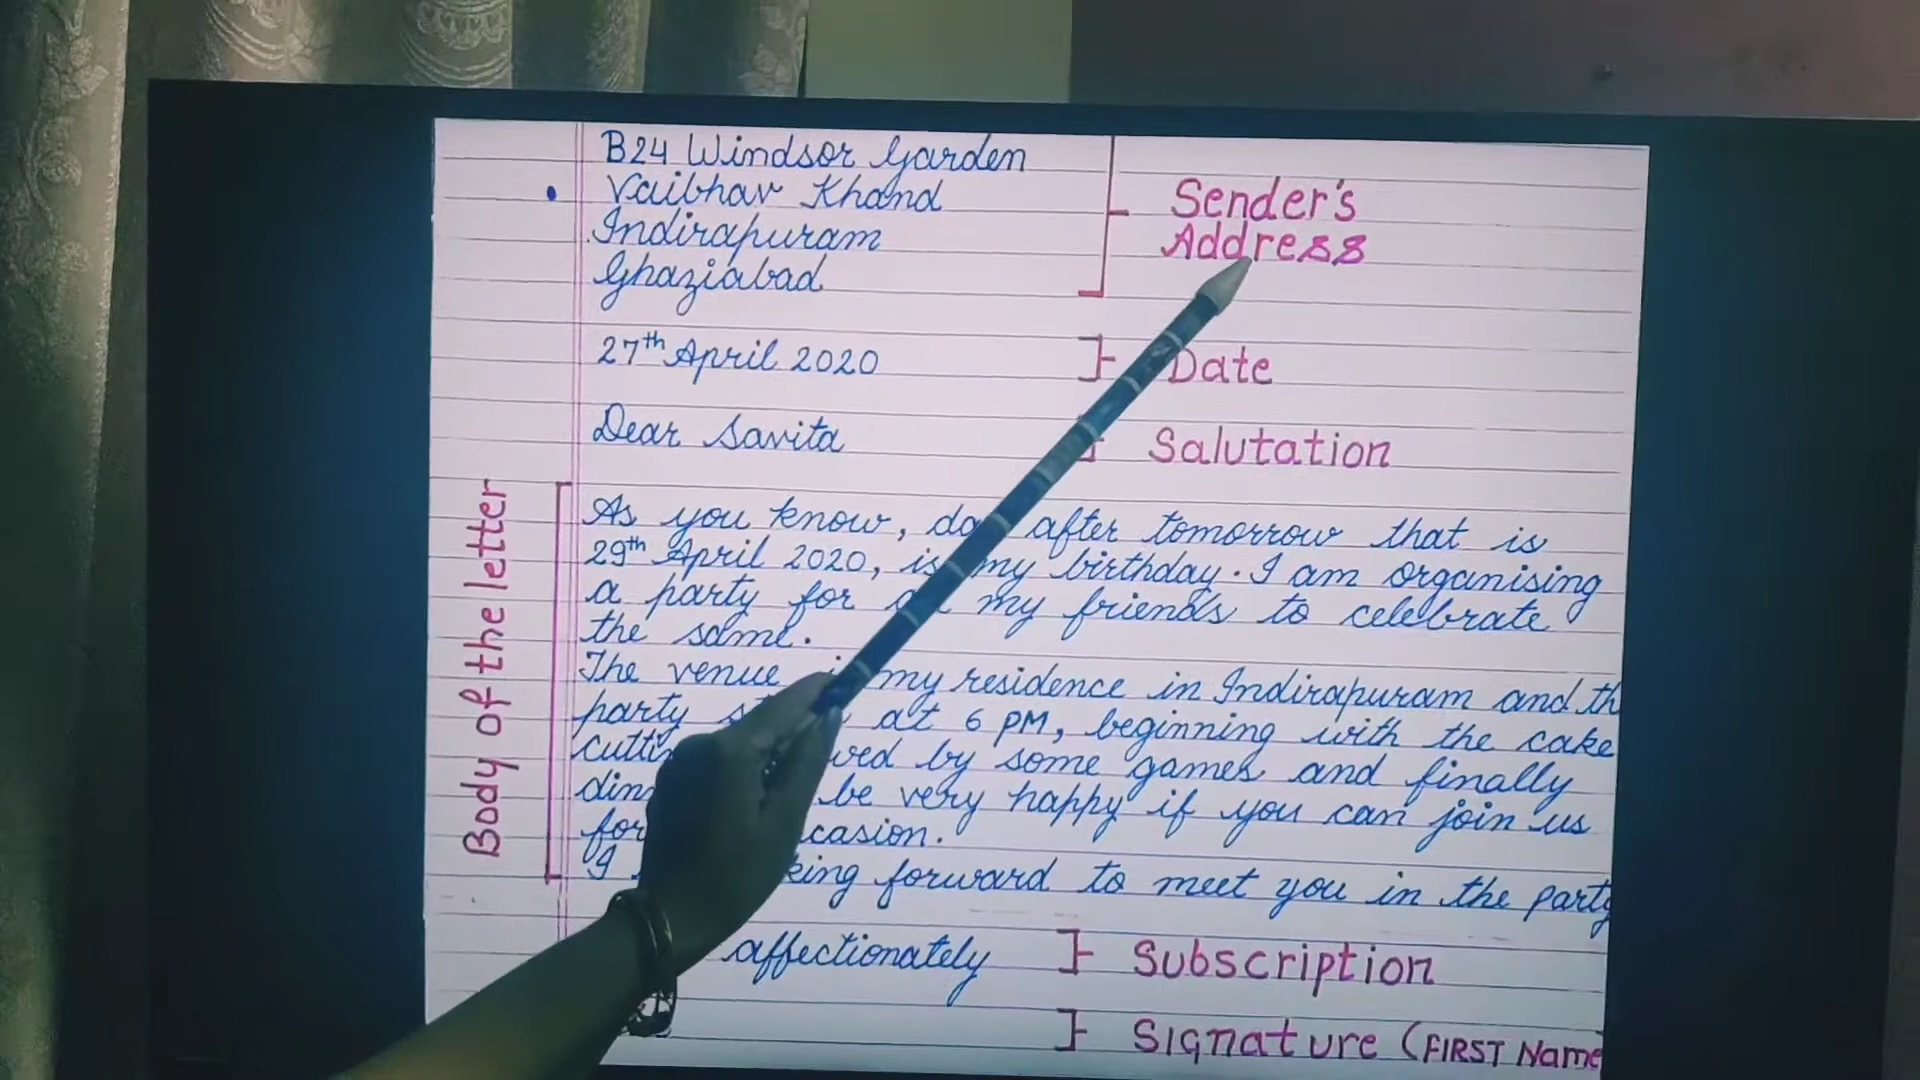 B24 Windsor Garden
Vaibhav Khand
Indirapuram
Ghaziabad
Sender's
Address
27th April 2020
Date
Dear Savita
Salutation
Body of the letter
As you know, after tomorrow that is
29th April 2020, is my birthday. I am organising
a party for my friends to celebrate
the same.
The venue my residence in Indirapuram and
party at 6 PM, beginning with the cake
by some games and finally
be very happy if you can join us
I forward to meet you in the party
affectionately
Subscription
Signature (FIRST Name